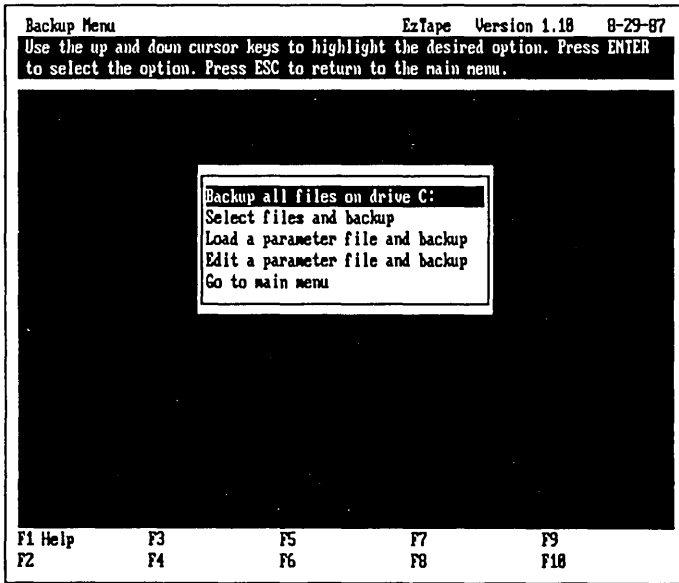 Backup Menu EzTape Version 1.10 8-29-87
Use the up and down cursor keys to highlight the desired option. Press ENTER
to select the option. Press ESC to return to the main menu.
Backup all files on drive C:
Select files and backup
Load a parameter file and backup
Edit a parameter file and backup
Go to main menu
F1 Help F3 F5 F7 F9
F2 F4 F6 F8 F10